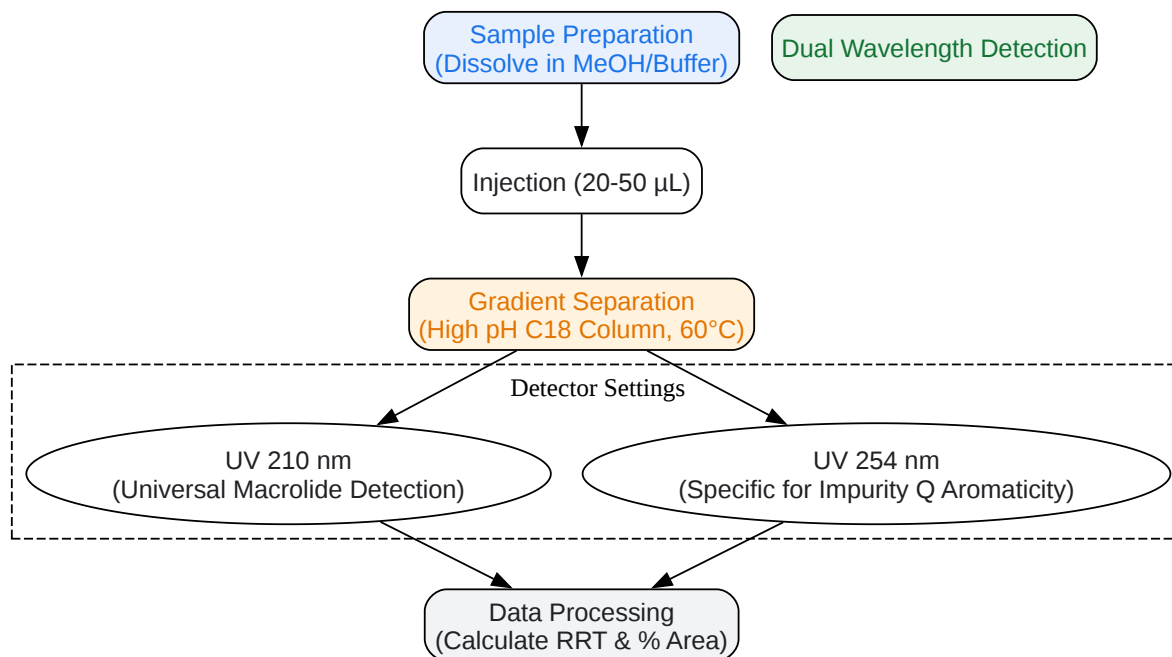 Sample Preparation
(Dissolve in MeOH/Buffer)
Dual Wavelength Detection
Injection (20-50 µL)
Gradient Separation
(High pH C18 Column, 60°C)
Detector Settings
UV 210 nm
(Universal Macrolide Detection)
UV 254 nm
(Specific for Impurity Q Aromaticity)
Data Processing
(Calculate RRT & % Area)